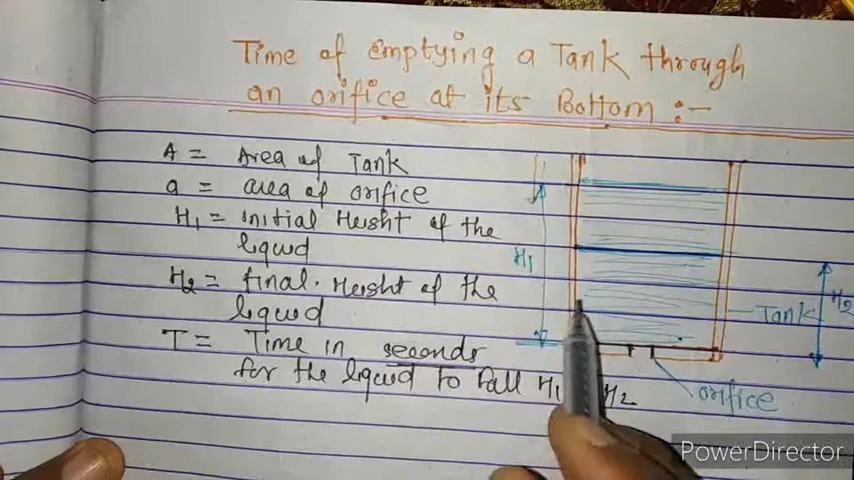 Time of emptying a Tank through
an orifice at its Bottom :-
A = Area of Tank
a = area of orifice
H1 = initial Height of the
liquid
H2 = final. Height of the
liquid
T = Time in seconds
for the liquid to fall H1 H2
H1
H2
Tank
orifice
PowerDirector